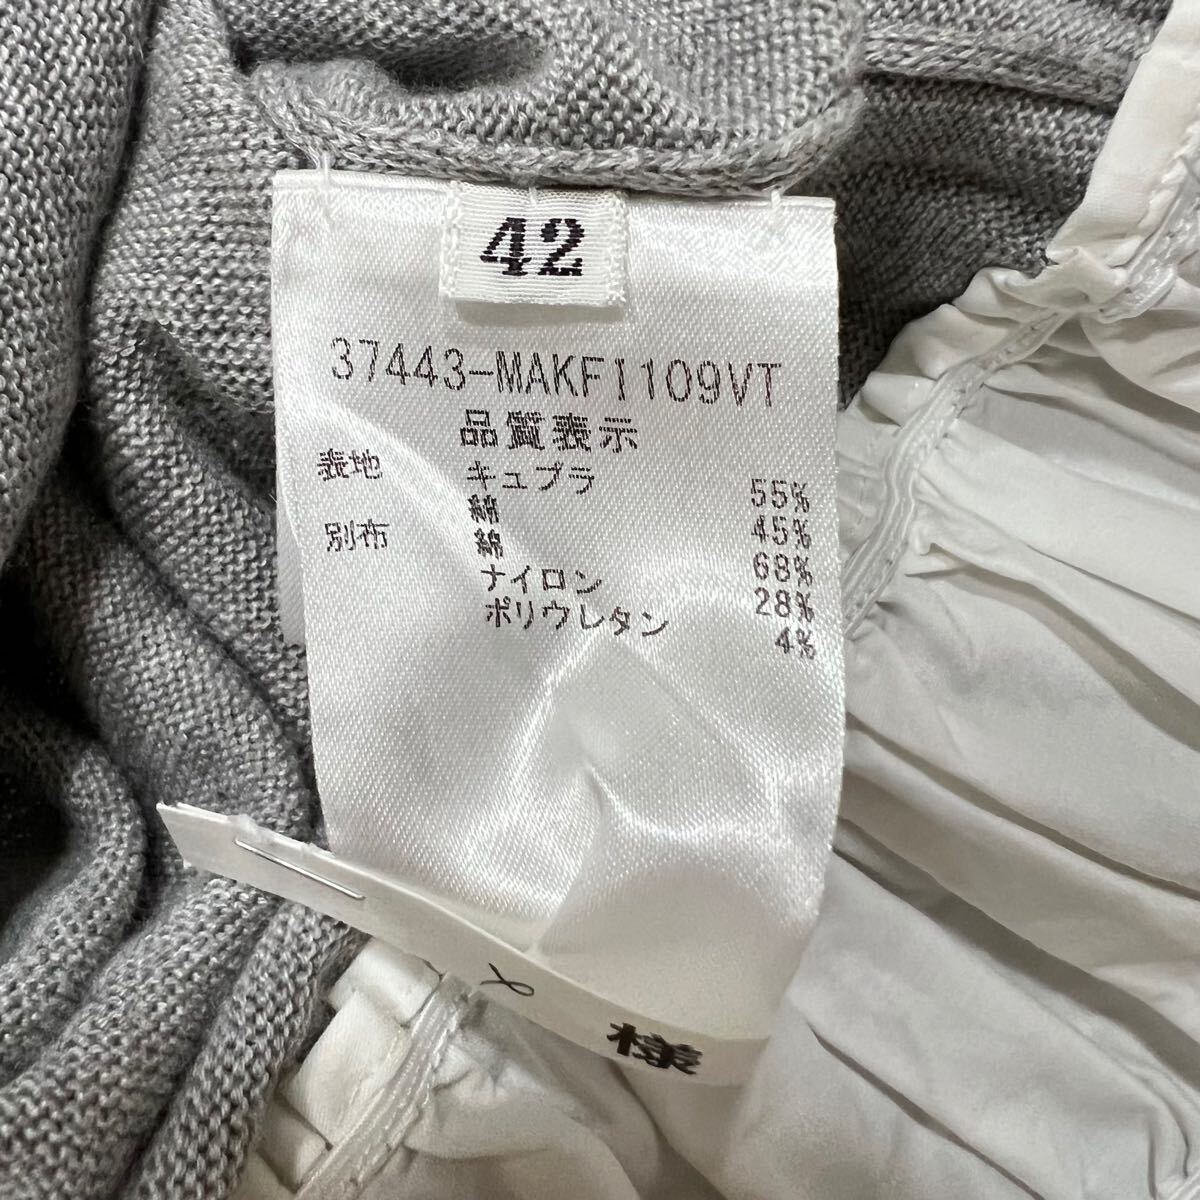 42
37443-MAKFI109VT
品質表示
表地 キュプラ 55%
綿 45%
別布 綿 68%
ナイロン 28%
ポリウレタン 4%
様